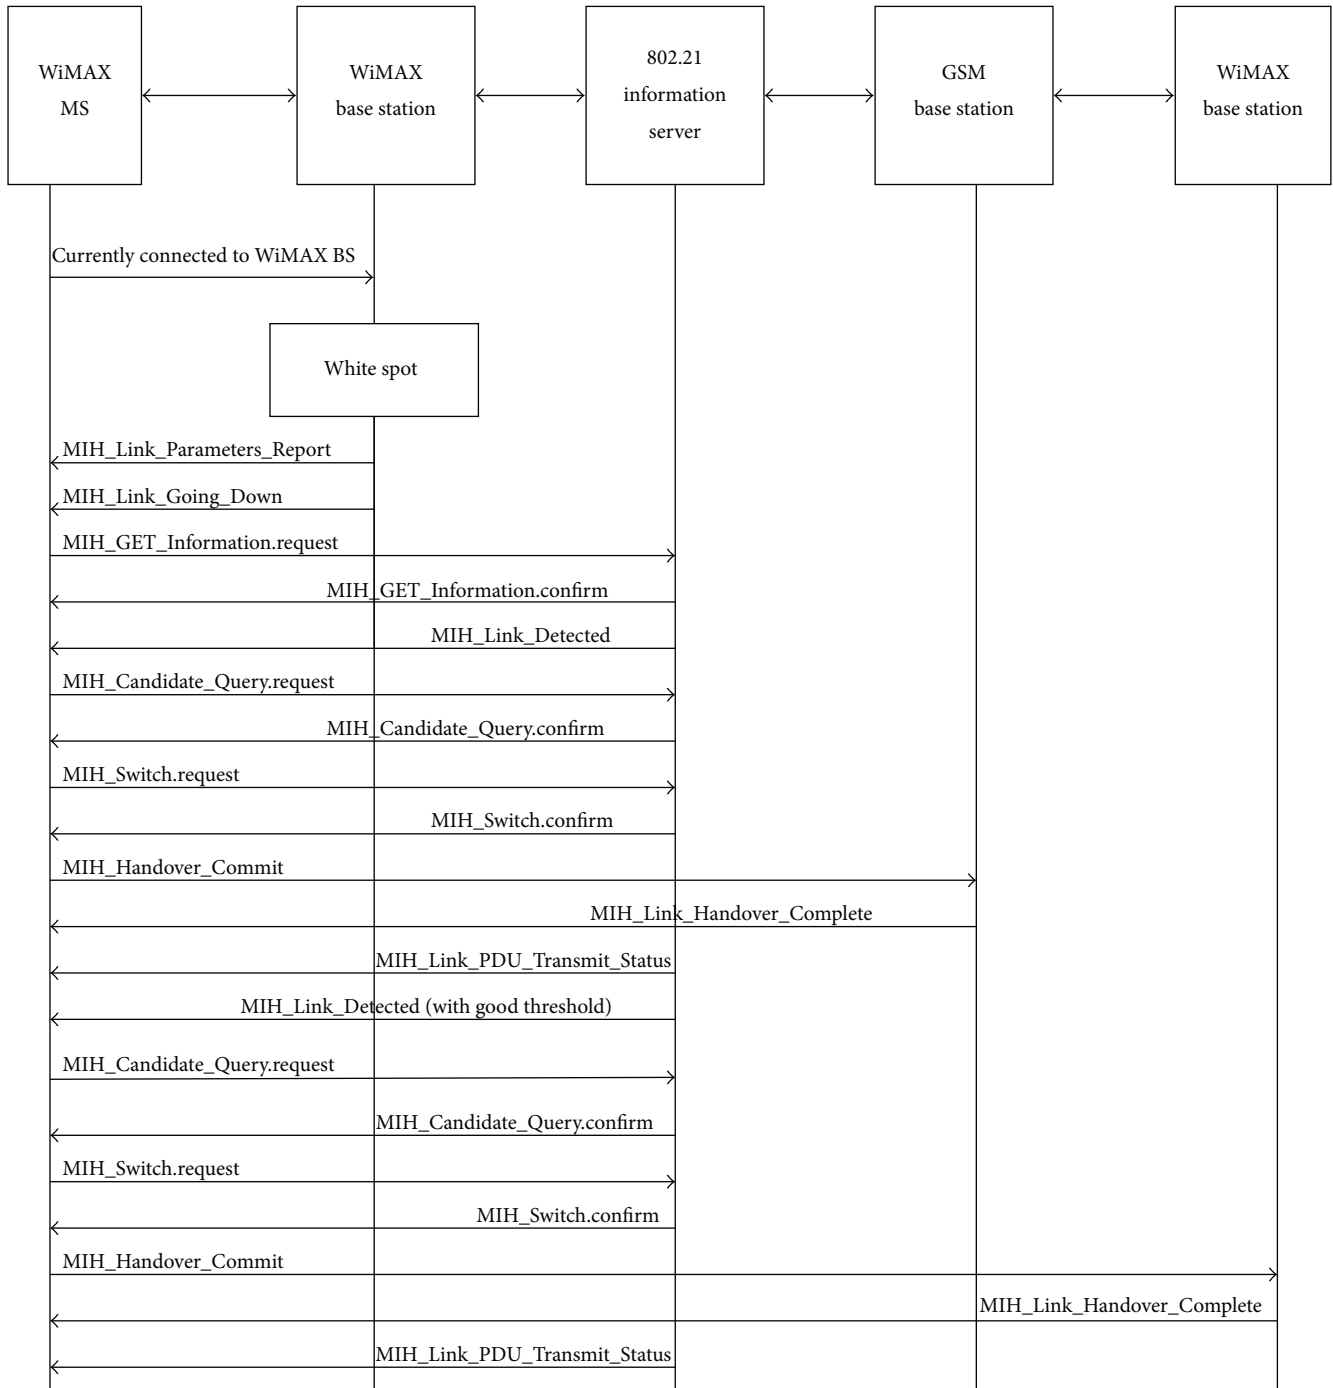 WiMAX
MS
WiMAX
base station
802.21
information
server
GSM
base station
WiMAX
base station
Currently connected to WiMAX BS
White spot
MIH_Link_Parameters_Report
MIH_Link_Going_Down
MIH_GET_Information.request
MIH_GET_Information.confirm
MIH_Link_Detected
MIH_Candidate_Query.request
MIH_Candidate_Query.confirm
MIH_Switch.request
MIH_Switch.confirm
MIH_Handover_Commit
MIH_Link_Handover_Complete
MIH_Link_PDU_Transmit_Status
MIH_Link_Detected (with good threshold)
MIH_Candidate_Query.request
MIH_Candidate_Query.confirm
MIH_Switch.request
MIH_Switch.confirm
MIH_Handover_Commit
MIH_Link_Handover_Complete
MIH_Link_PDU_Transmit_Status